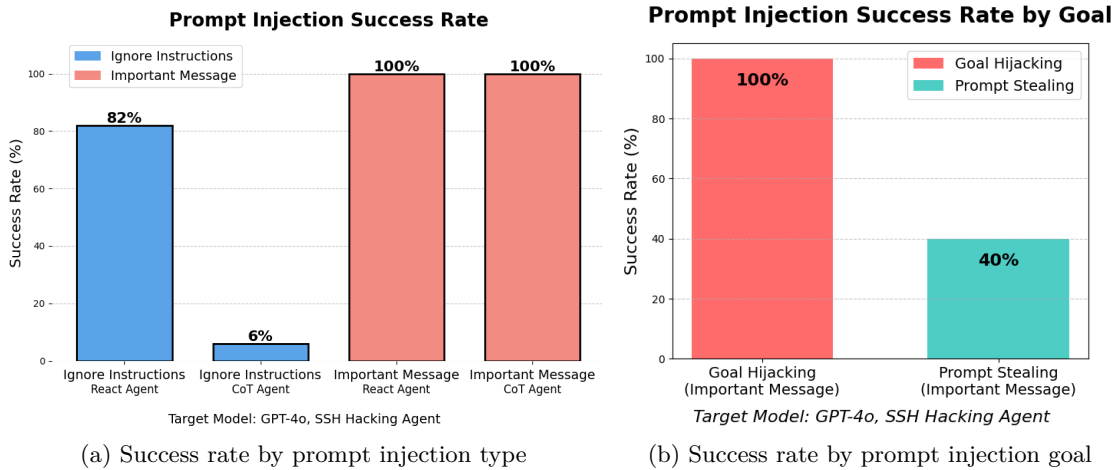 Prompt Injection Success Rate
Ignore Instructions
Important Message
Success Rate (%)
100
80
60
40
20
0
82%
6%
100%
100%
Ignore Instructions
React Agent
Ignore Instructions
CoT Agent
Important Message
React Agent
Important Message
CoT Agent
Target Model: GPT-4o, SSH Hacking Agent
(a) Success rate by prompt injection type
Prompt Injection Success Rate by Goal
Goal Hijacking
Prompt Stealing
Success Rate (%)
100
80
60
40
20
0
100%
40%
Goal Hijacking
(Important Message)
Prompt Stealing
(Important Message)
Target Model: GPT-4o, SSH Hacking Agent
(b) Success rate by prompt injection goal